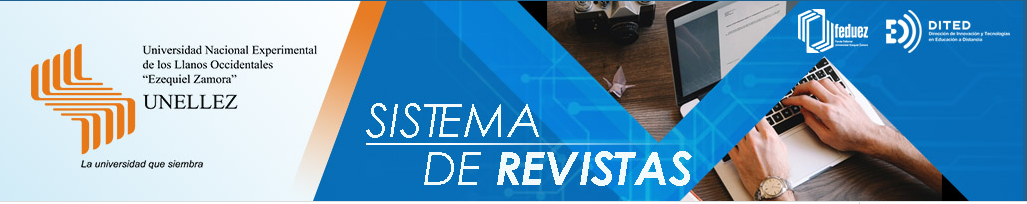 Universidad Nacional Experimental
de los Llanos Occidentales
“Ezequiel Zamora”
UNELLEZ
La universidad que siembra
SISTEMA
DE REVISTAS
feduez
DITED
Dirección de Innovación y Tecnologías
en Educación a Distancia